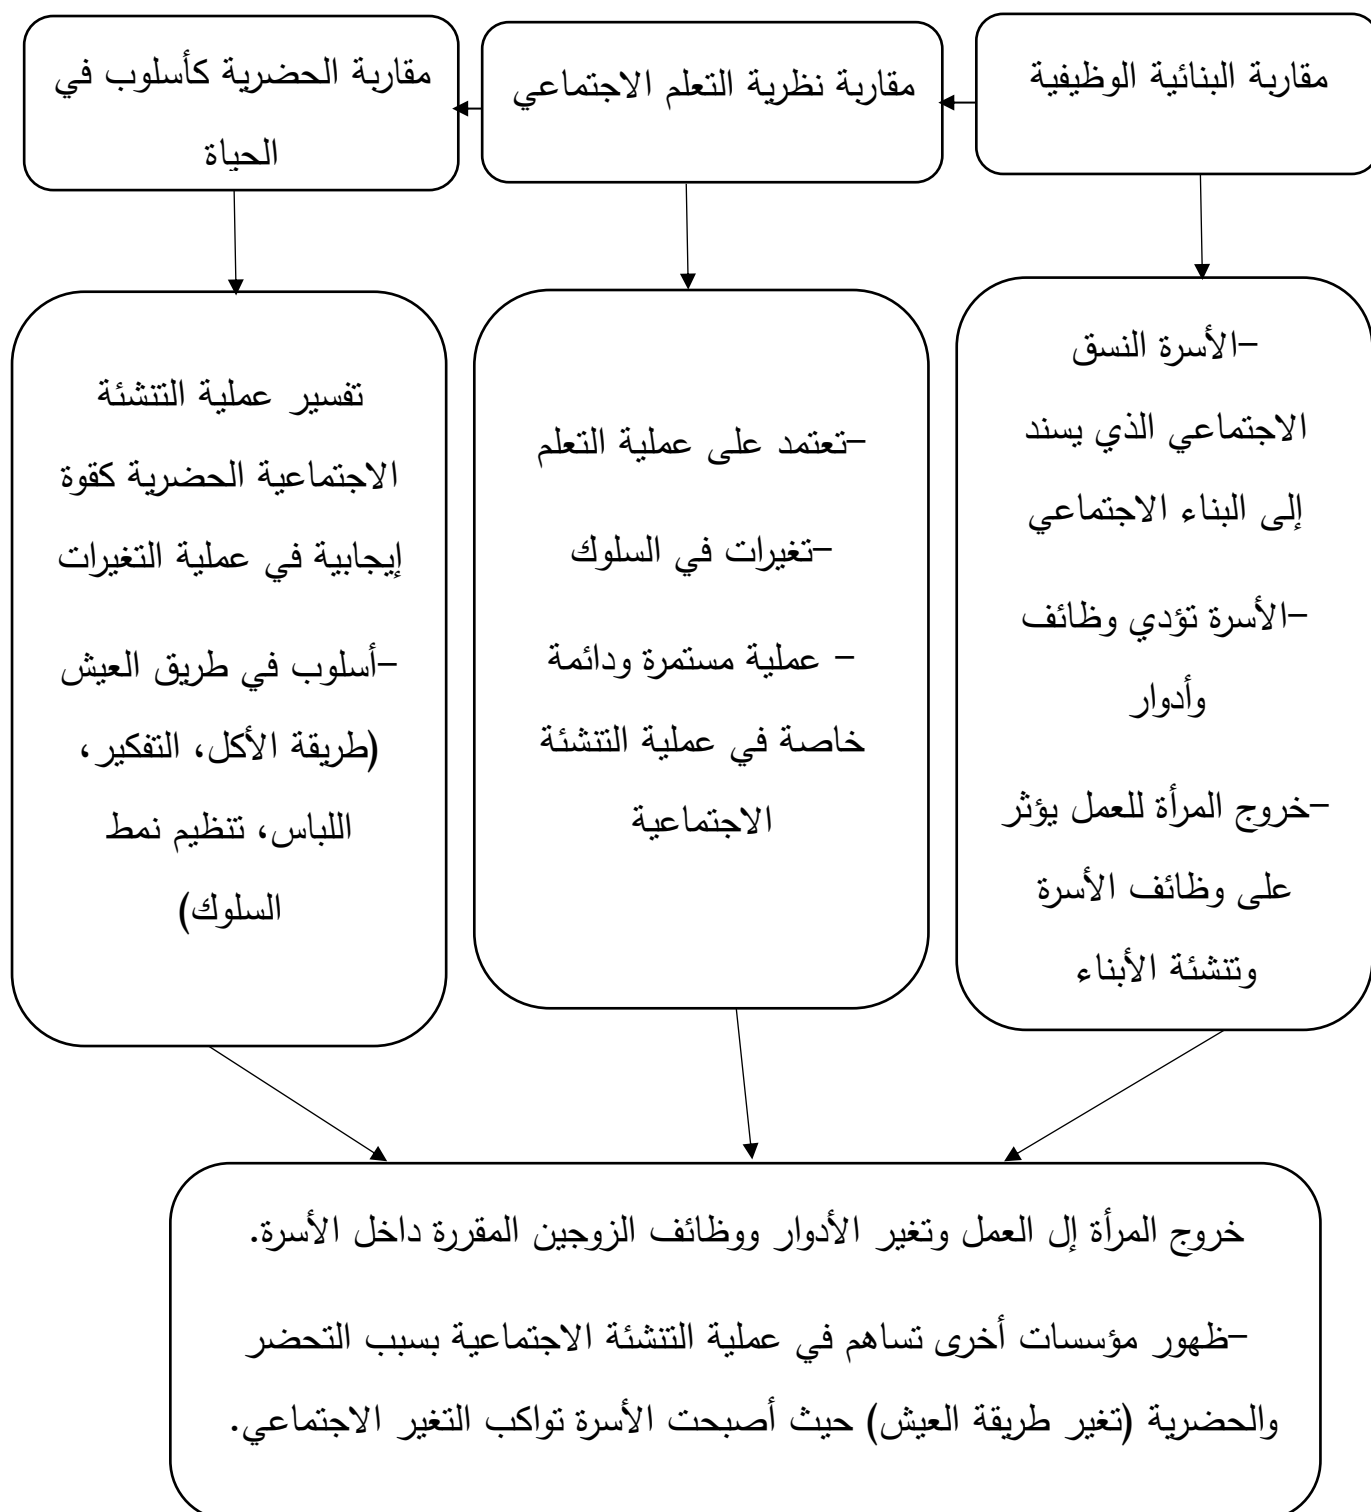 مقاربة البنائية الوظيفية
مقاربة نظرية التعلم الاجتماعي
مقاربة الحضرية كأسلوب في
الحياة
-الأسرة النسق
الاجتماعي الذي يسند
إلى البناء الاجتماعي
-الأسرة تؤدي وظائف
وأدوار
-خروج المرأة للعمل يؤثر
على وظائف الأسرة
وتنشئة الأبناء
-تعتمد على عملية التعلم
-تغيرات في السلوك
- عملية مستمرة ودائمة
خاصة في عملية التنشئة
الاجتماعية
تفسير عملية التنشئة
الاجتماعية الحضرية كقوة
إيجابية في عملية التغيرات
-أسلوب في طريق العيش
(طريقة الأكل، التفكير ،
اللباس، تنظيم نمط
السلوك)
خروج المرأة إل العمل وتغير الأدوار ووظائف الزوجين المقررة داخل الأسرة.
-ظهور مؤسسات أخرى تساهم في عملية التنشئة الاجتماعية بسبب التحضر
والحضرية (تغير طريقة العيش) حيث أصبحت الأسرة تواكب التغير الاجتماعي.